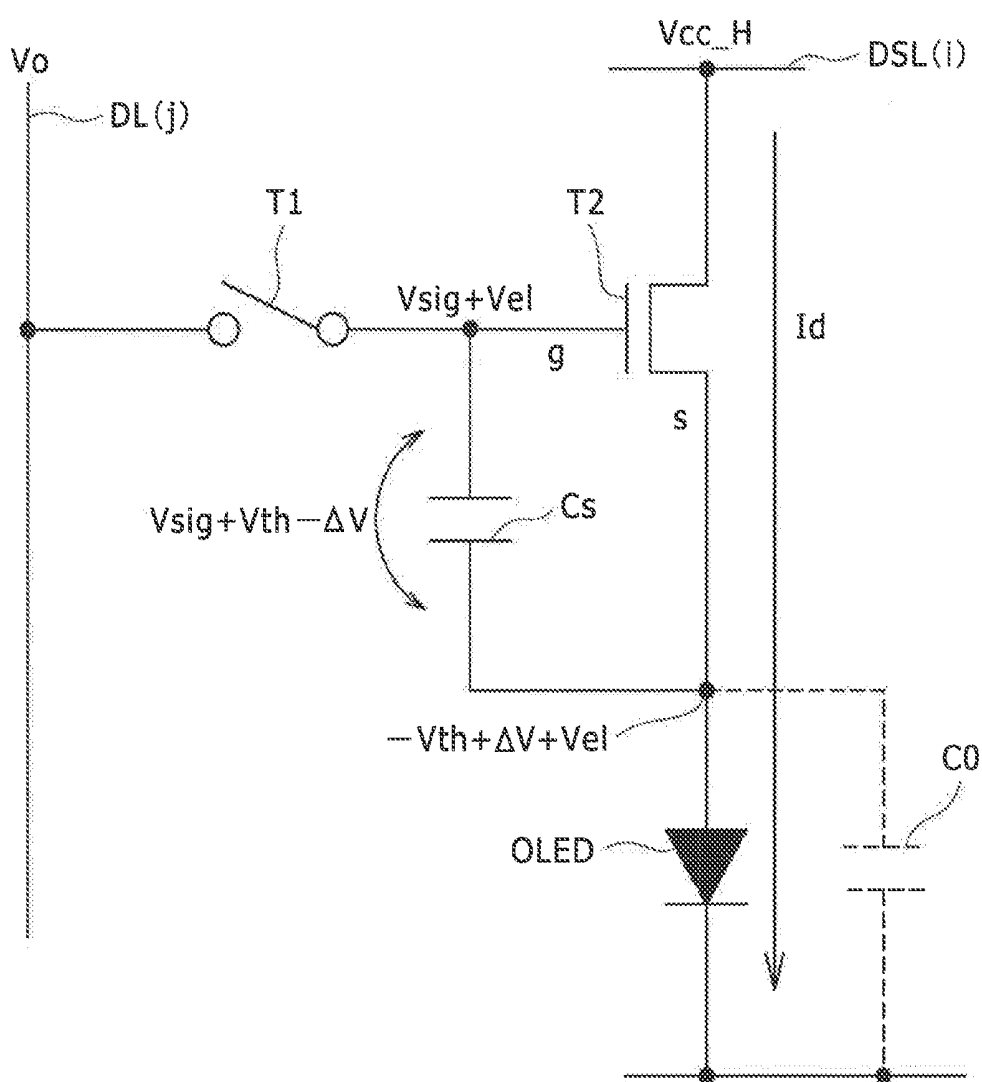 Vcc_H
Vo
DSL(i)
DL(j)
T1
T2
Vsig+Vel
Id
g
s
Vsig+Vth−ΔV
Cs
−Vth+ΔV+Vel
C0
OLED